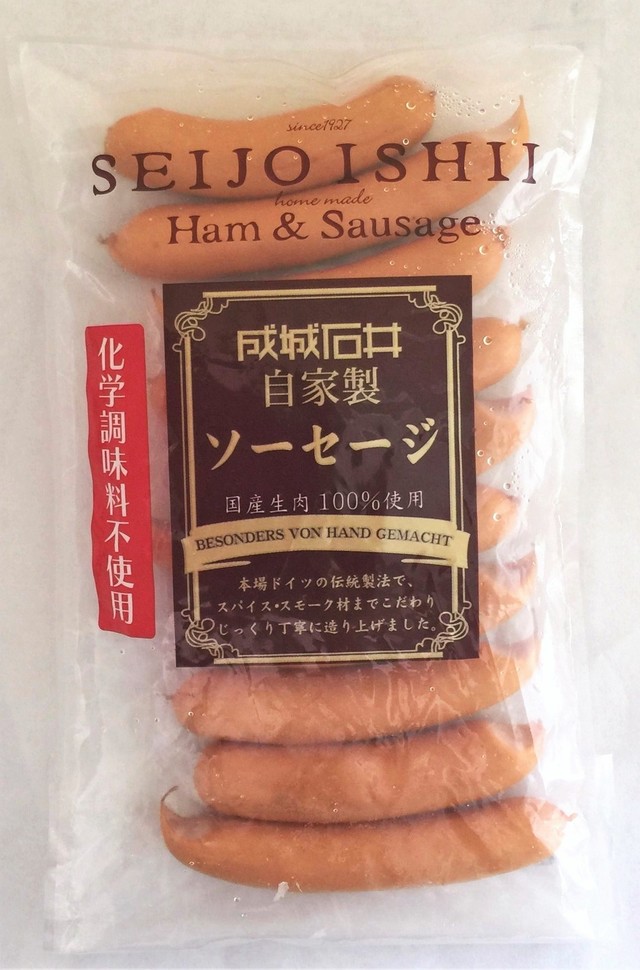 since1927
SEIJO ISHII
home made
Ham & Sausage
成城石井
自家製
ソーセージ
国産生肉 100%使用
BESONDERS VON HAND GEMACHT
本場ドイツの伝統製法で、
スパイス・スモーク材までこだわり
じっくり丁寧に造り上げました。
化学調味料不使用